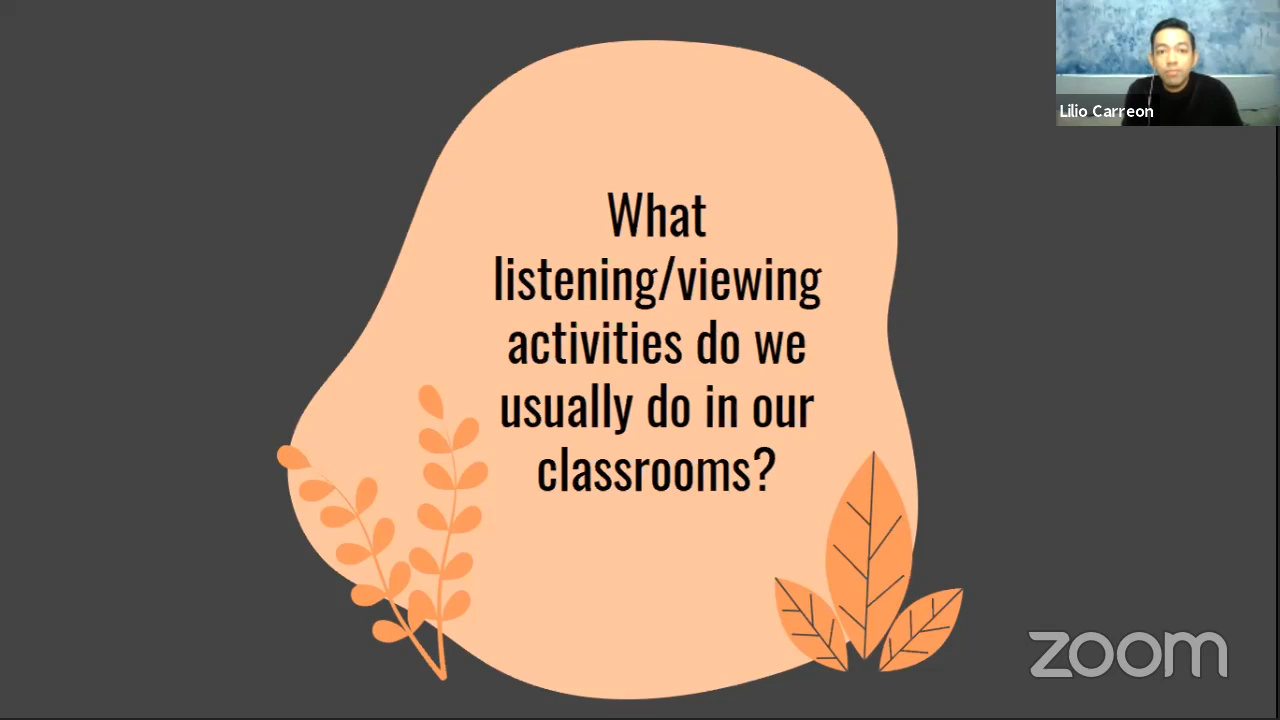 Lilio Carreon
What
listening/viewing
activities do we
usually do in our
classrooms?
zoom